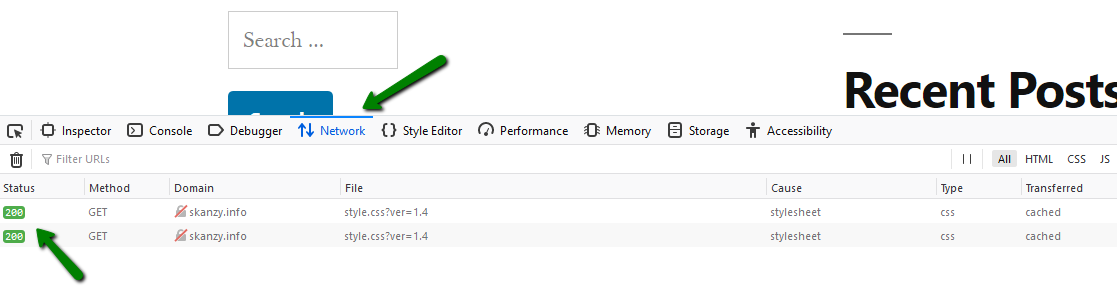 Search ...
Recent Posts
Inspector Console Debugger Network Style Editor Performance Memory Storage Accessibility
Filter URLs All HTML CSS JS
Status Method Domain File Cause Type Transferred
200 GET skanzy.info style.css?ver=1.4 stylesheet css cached
200 GET skanzy.info style.css?ver=1.4 stylesheet css cached